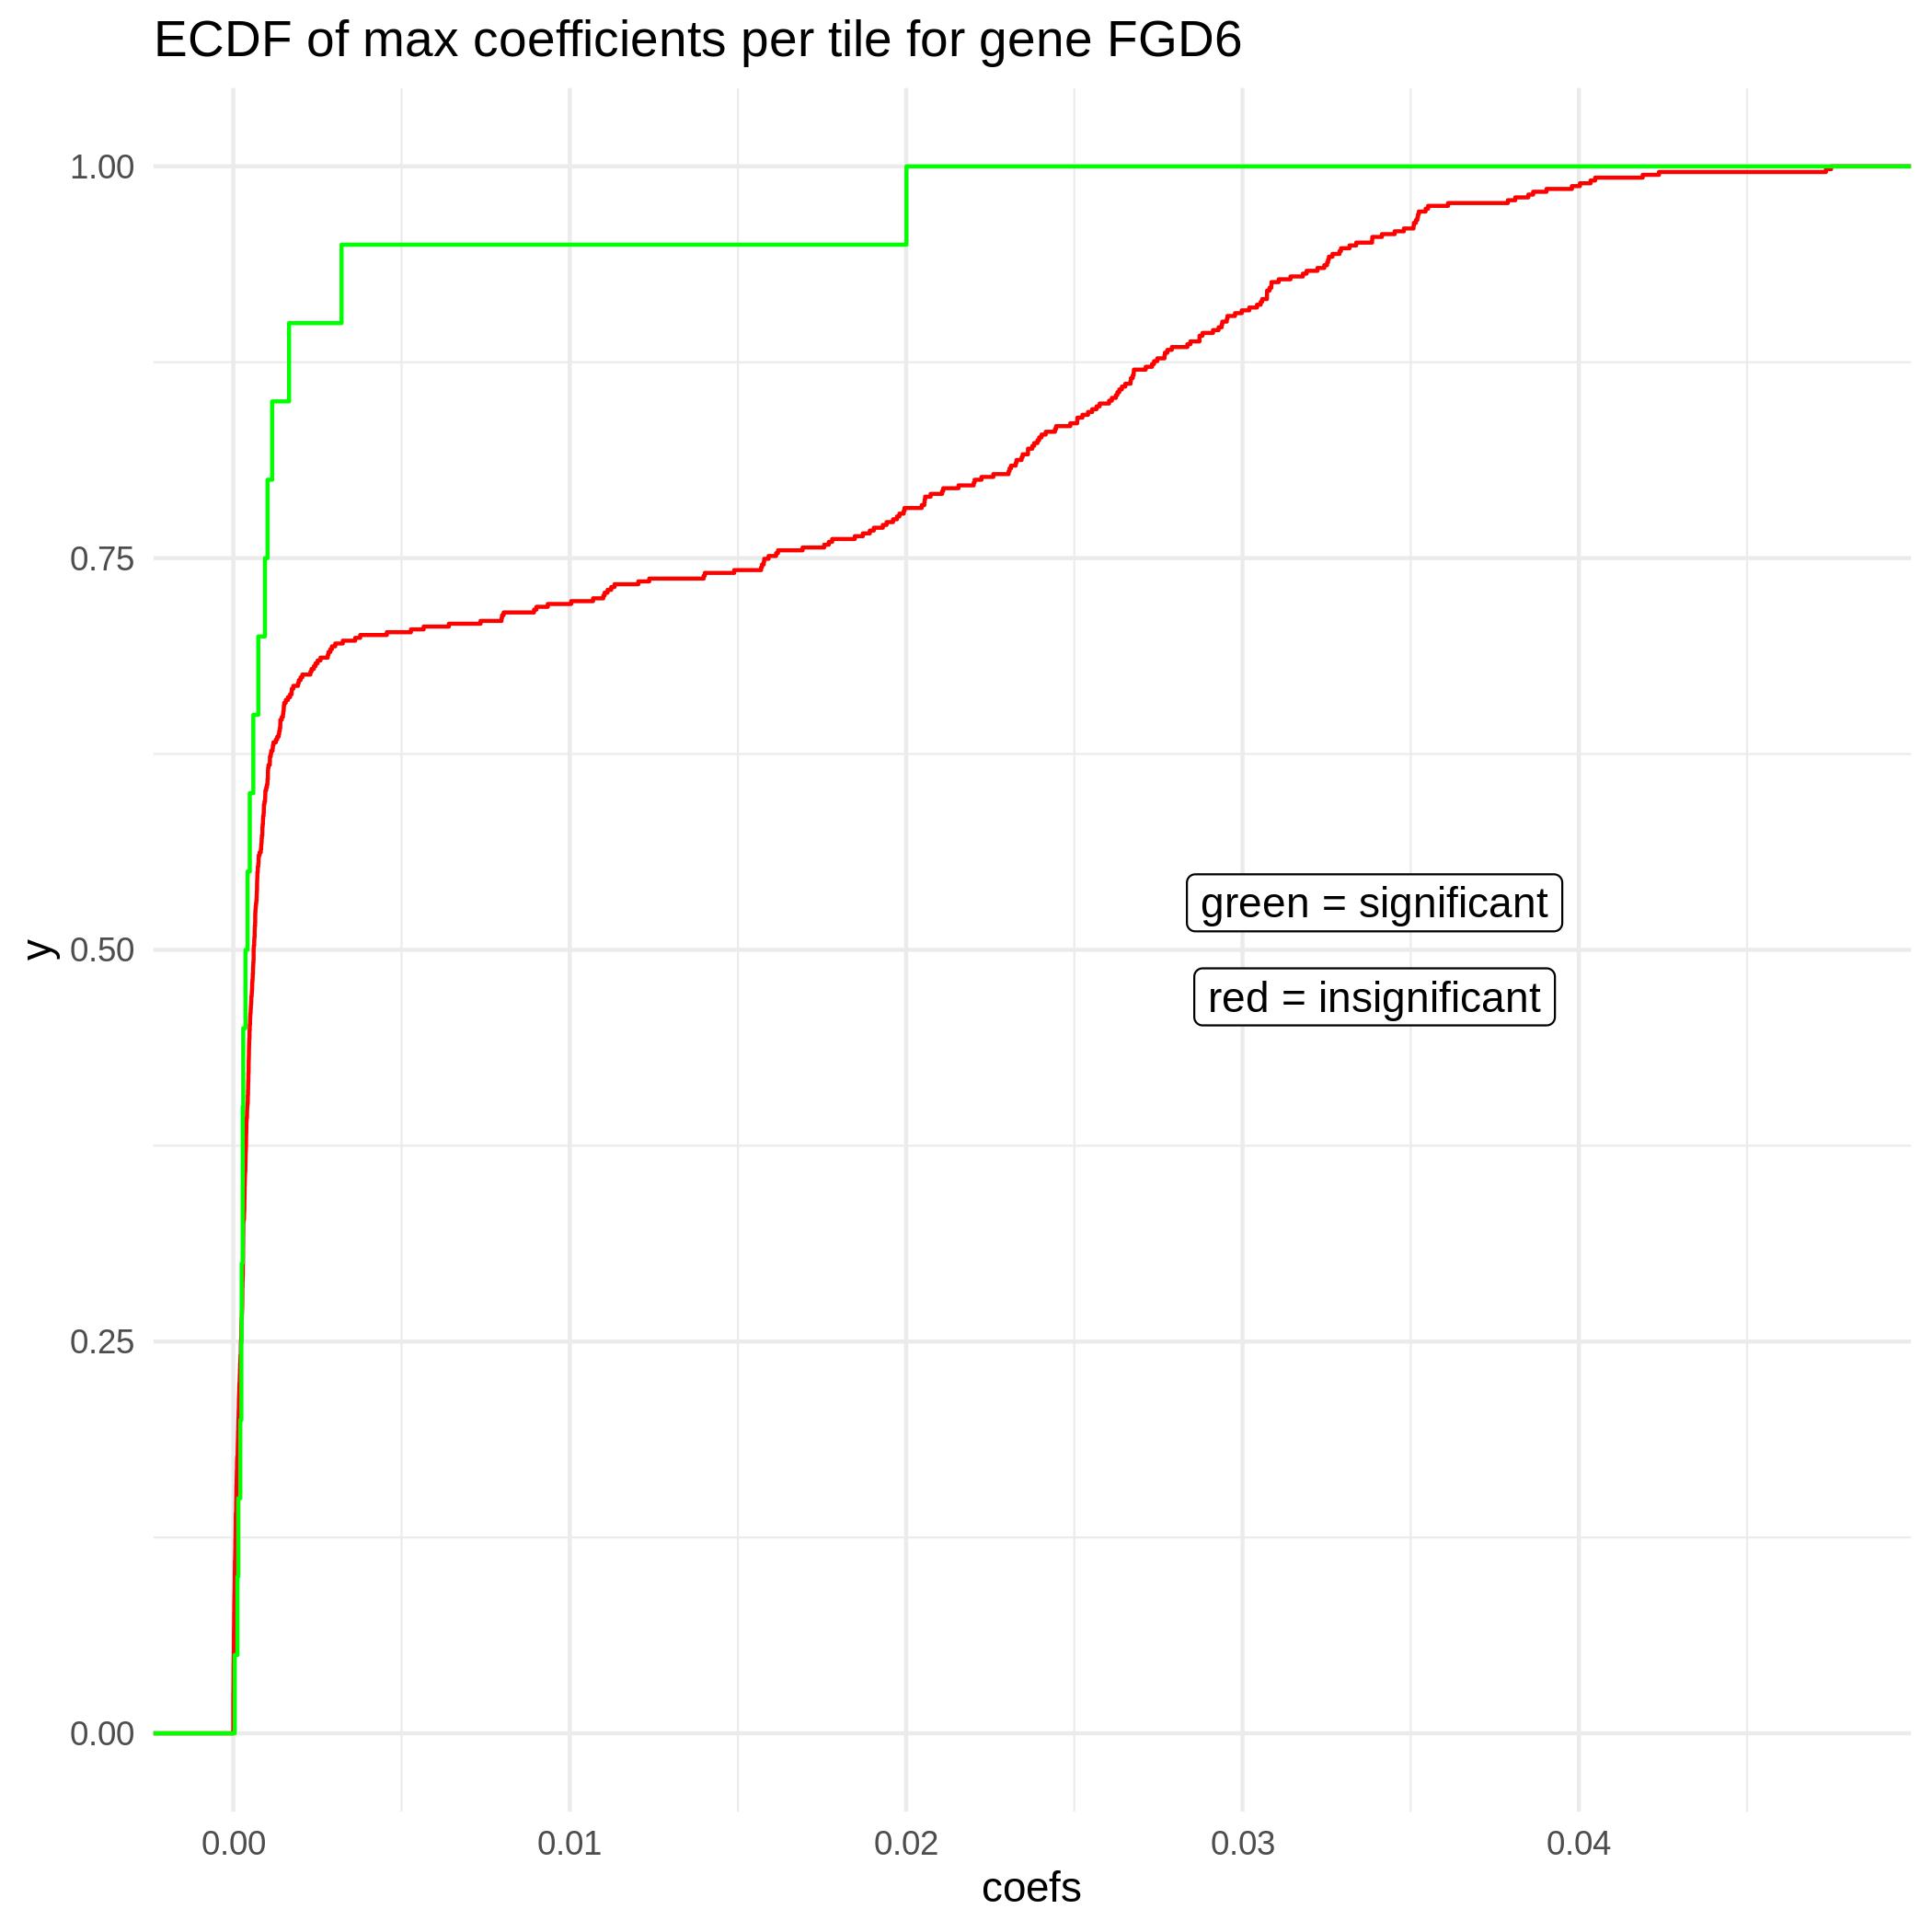 ECDF of max coefficients per tile for gene FGD6
1.00
0.75
0.50
0.25
0.00
y
green = significant
red = insignificant
0.00 0.01 0.02 0.03 0.04
coefs